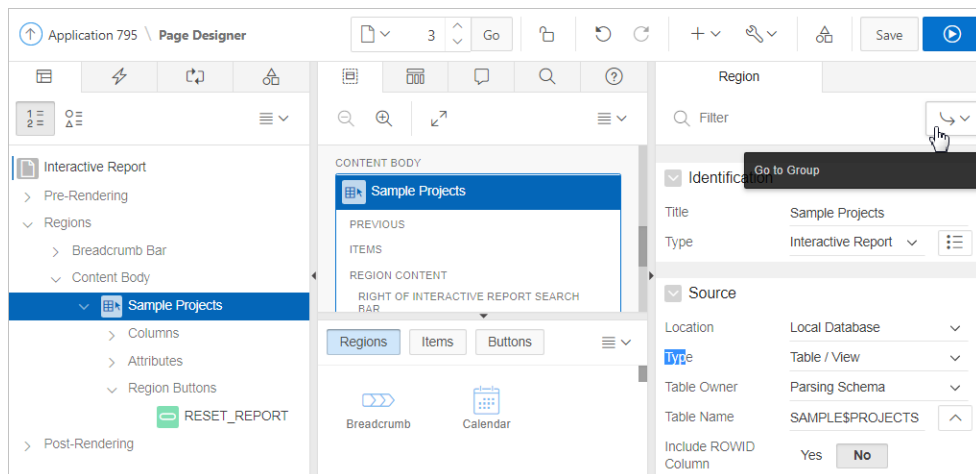 Application 795 \ Page Designer
3
Go
Save
Region
1 =
2 =
Filter
Go to Group
Interactive Report
Pre-Rendering
Regions
Breadcrumb Bar
Content Body
Sample Projects
Columns
Attributes
Region Buttons
RESET_REPORT
Post-Rendering
CONTENT BODY
Sample Projects
PREVIOUS
ITEMS
REGION CONTENT
RIGHT OF INTERACTIVE REPORT SEARCH
BAR
Regions Items Buttons
Breadcrumb Calendar
Identification
Title Sample Projects
Type Interactive Report
Source
Location Local Database
Type Table / View
Table Owner Parsing Schema
Table Name SAMPLE$PROJECTS
Include ROWID
Column Yes No